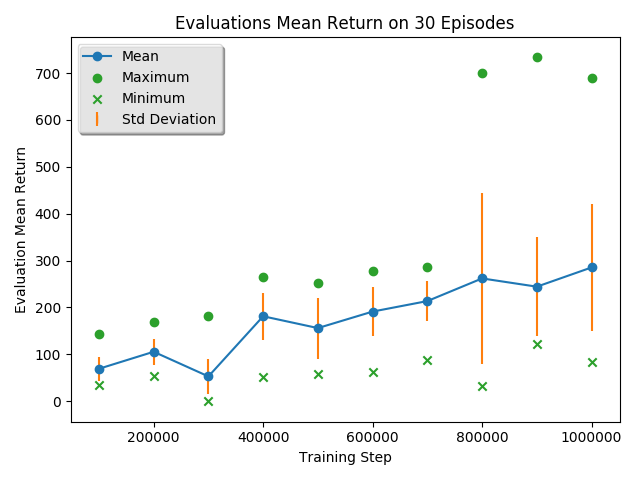 Evaluations Mean Return on 30 Episodes
Mean
Maximum
Minimum
Std Deviation
Evaluation Mean Return
700
600
500
400
300
200
100
0
200000 400000 600000 800000 1000000
Training Step